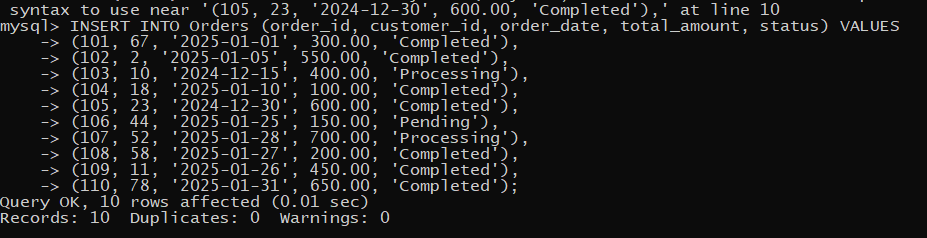 syntax to use near '(105, 23, '2024-12-30', 600.00, 'Completed'),' at line 10
mysql> INSERT INTO Orders (order_id, customer_id, order_date, total_amount, status) VALUES
    -> (101, 67, '2025-01-01', 300.00, 'Completed'),
    -> (102, 2, '2025-01-05', 550.00, 'Completed'),
    -> (103, 10, '2024-12-15', 400.00, 'Processing'),
    -> (104, 18, '2025-01-10', 100.00, 'Completed'),
    -> (105, 23, '2024-12-30', 600.00, 'Completed'),
    -> (106, 44, '2025-01-25', 150.00, 'Pending'),
    -> (107, 52, '2025-01-28', 700.00, 'Processing'),
    -> (108, 58, '2025-01-27', 200.00, 'Completed'),
    -> (109, 11, '2025-01-26', 450.00, 'Completed'),
    -> (110, 78, '2025-01-31', 650.00, 'Completed');
Query OK, 10 rows affected (0.01 sec)
Records: 10  Duplicates: 0  Warnings: 0